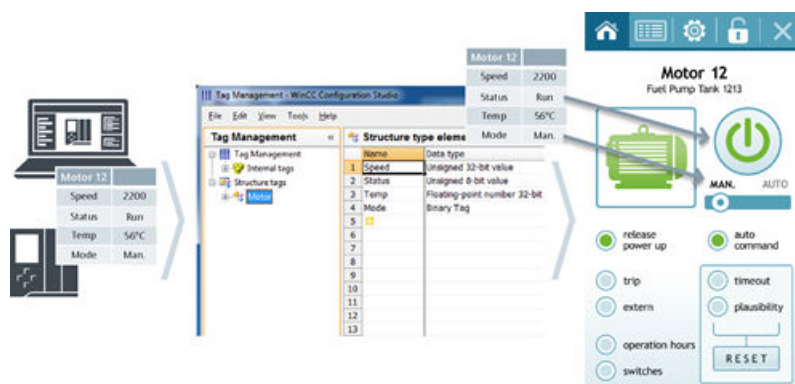 Motor 12
Speed 2200
Status Run
Temp 56°C
Mode Man.
Tag Management - WinCC Configuration Studio
File Edit View Tools Help
Tag Management «
Tag Management
Internal tags
Structure tags
Motor
Structure type eleme
Name Data type
1 Speed Unsigned 32-bit value
2 Status Unsigned 8-bit value
3 Temp Floating-point number 32-bit
4 Mode Binary Tag
5
6
7
8
9
10
11
12
13
Motor 12
Speed 2200
Status Run
Temp 56°C
Mode Man.
Motor 12
Fuel Pump Tank 1213
MAN. AUTO
release power up
auto command
trip
timeout
extern
plausibility
operation hours
RESET
switches